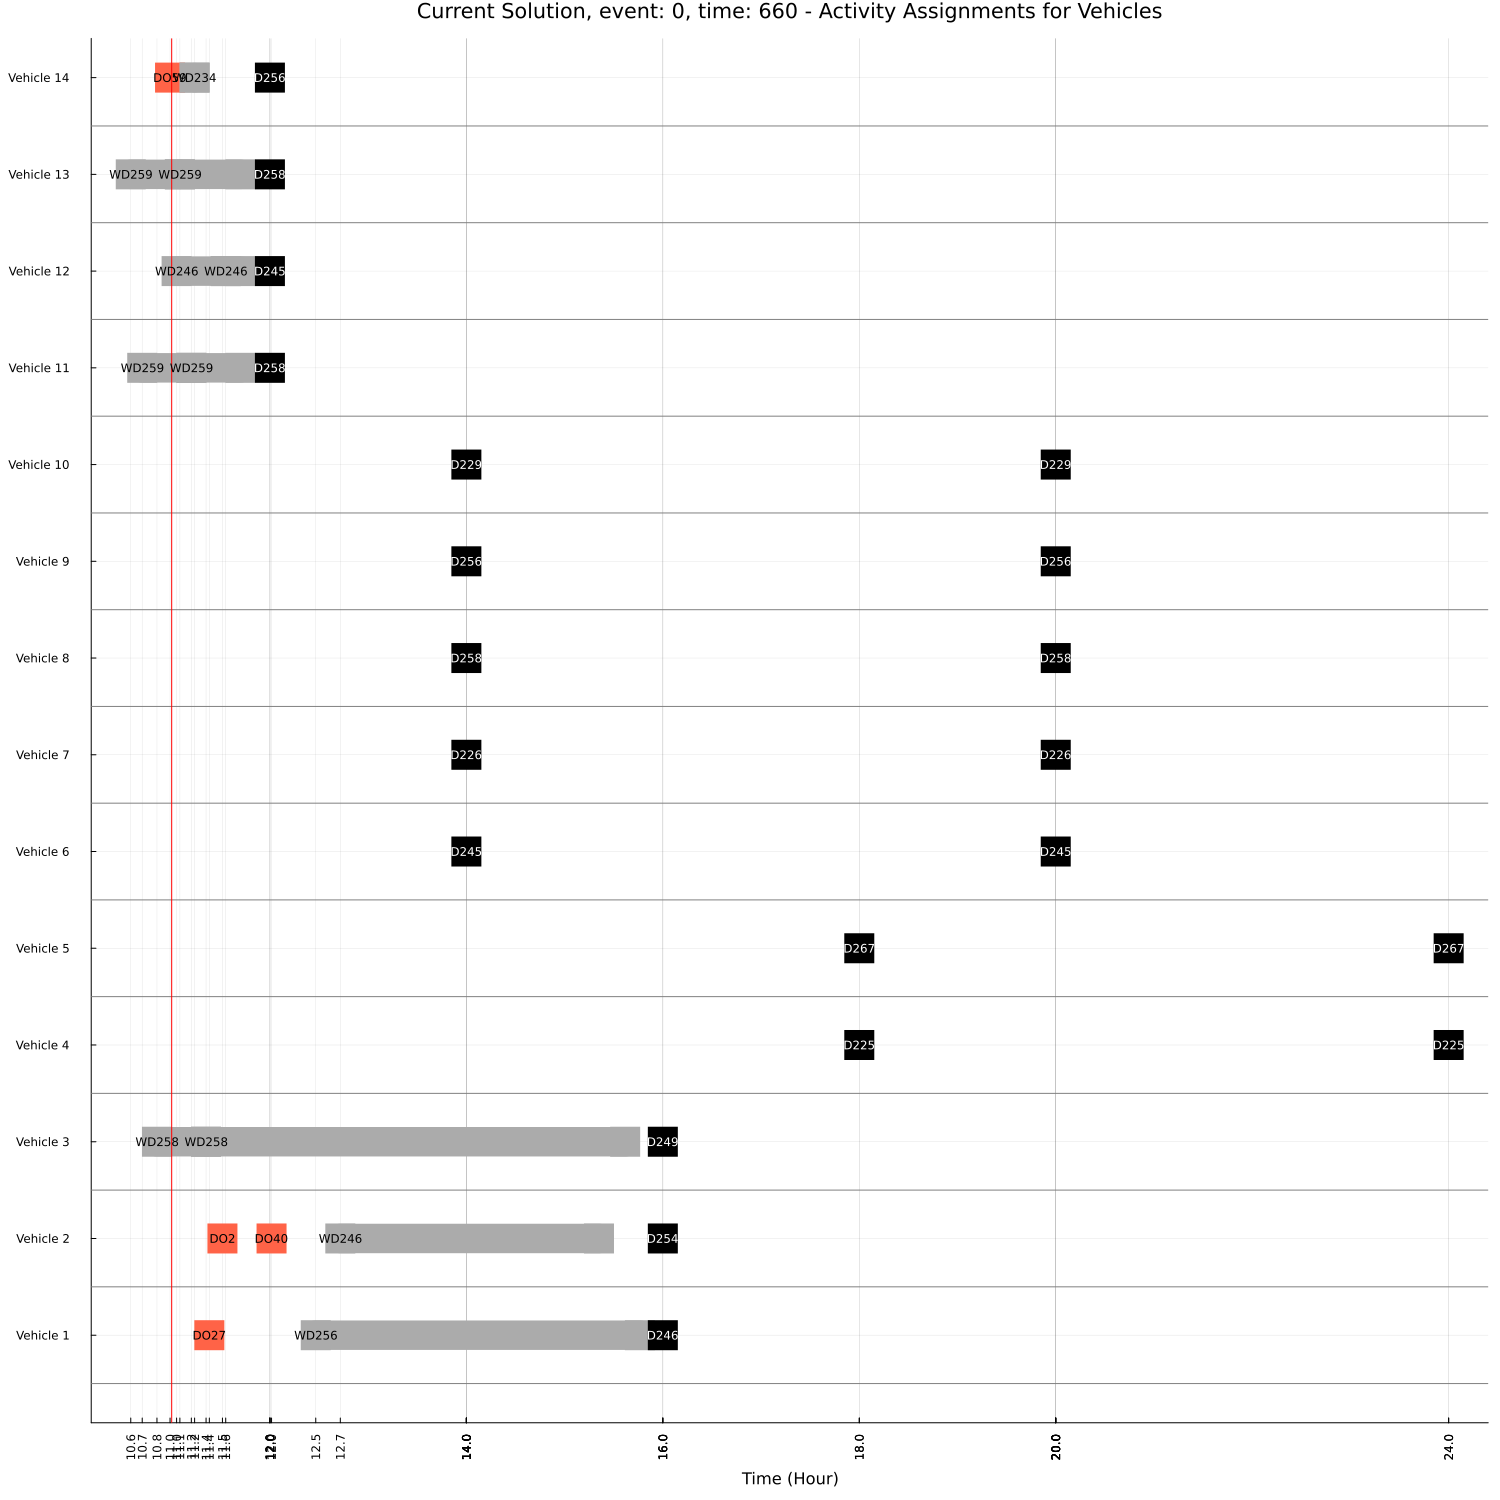 Current Solution, event: 0, time: 660 - Activity Assignments for Vehicles
Vehicle 14 WD234 D256
Vehicle 13 WD259 WD259 D258
Vehicle 12 WD246 WD246 D245
Vehicle 11 WD259 WD259 D258
Vehicle 10 D229 D229
Vehicle 9 D256 D256
Vehicle 8 D258 D258
Vehicle 7 D226 D226
Vehicle 6 D245 D245
Vehicle 5 D267 D267
Vehicle 4 D225 D225
Vehicle 3 WD258 WD258 D249
Vehicle 2 DO2 DO40 WD246 D254
Vehicle 1 DO27 WD256 D246
10.6 10.7 10.8 12.0 12.5 12.7 14.0 16.0 18.0 20.0 24.0
Time (Hour)